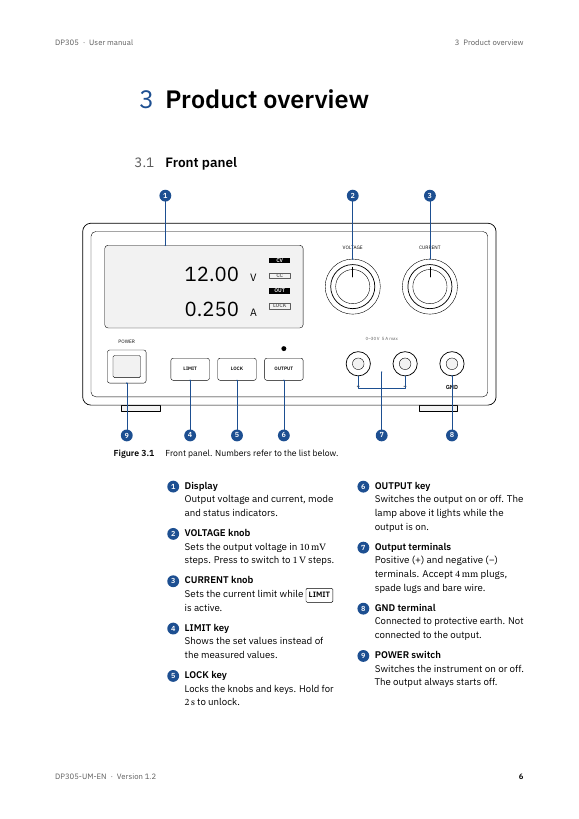 DP305 · User manual
3 Product overview
3 Product overview
3.1 Front panel
1 2 3
VOLTAGE CURRENT
12.00 V
0.250 A
CV
CC
OUT
LOCK
POWER
0–40V 5A max
LIMIT LOCK OUTPUT
GND
9 4 5 6 7 8
Figure 3.1 Front panel. Numbers refer to the list below.
1 Display
Output voltage and current, mode
and status indicators.
2 VOLTAGE knob
Sets the output voltage in 10 mV
steps. Press to switch to 1 V steps.
3 CURRENT knob
Sets the current limit while LIMIT
is active.
4 LIMIT key
Shows the set values instead of
the measured values.
5 LOCK key
Locks the knobs and keys. Hold for
2 s to unlock.
6 OUTPUT key
Switches the output on or off. The
lamp above it lights while the
output is on.
7 Output terminals
Positive (+) and negative (−)
terminals. Accept 4 mm plugs,
spade lugs and bare wire.
8 GND terminal
Connected to protective earth. Not
connected to the output.
9 POWER switch
Switches the instrument on or off.
The output always starts off.
DP305-UM-EN · Version 1.2
6